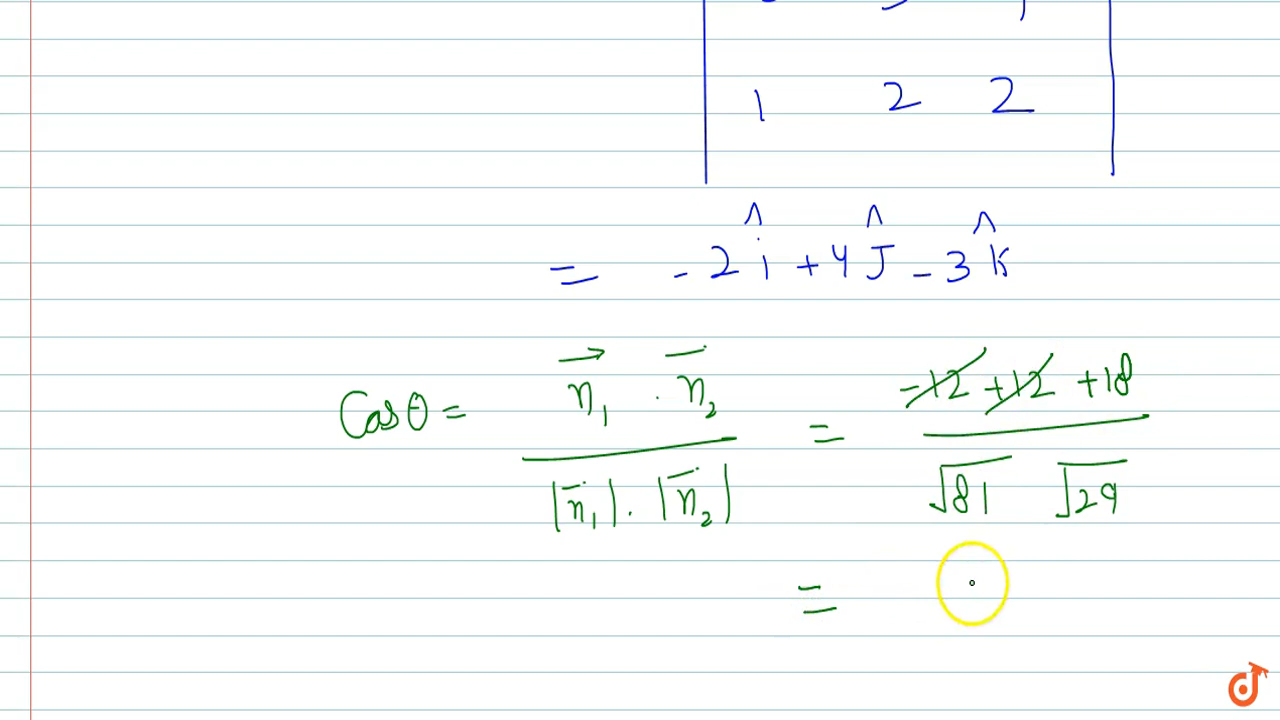 1 2 2
= -2î + 4Ĵ - 3k̂
Cosθ = (n₁ · n₂) / (|n₁| . |n₂|) = (-12 + 12 + 18) / (√81 √29)
=